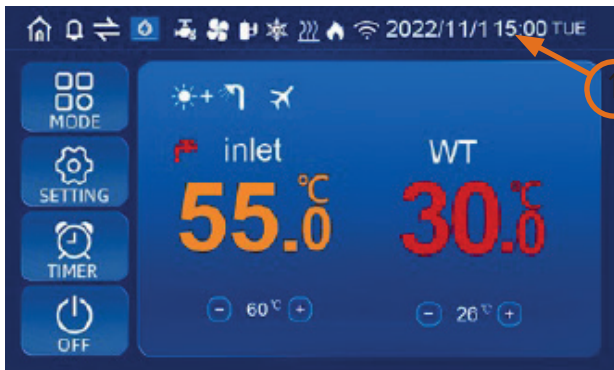 2022/11/1 15:00 TUE
MODE
SETTING
TIMER
OFF
inlet
WT
55.0℃
30.0℃
- 60℃ +
- 26℃ +